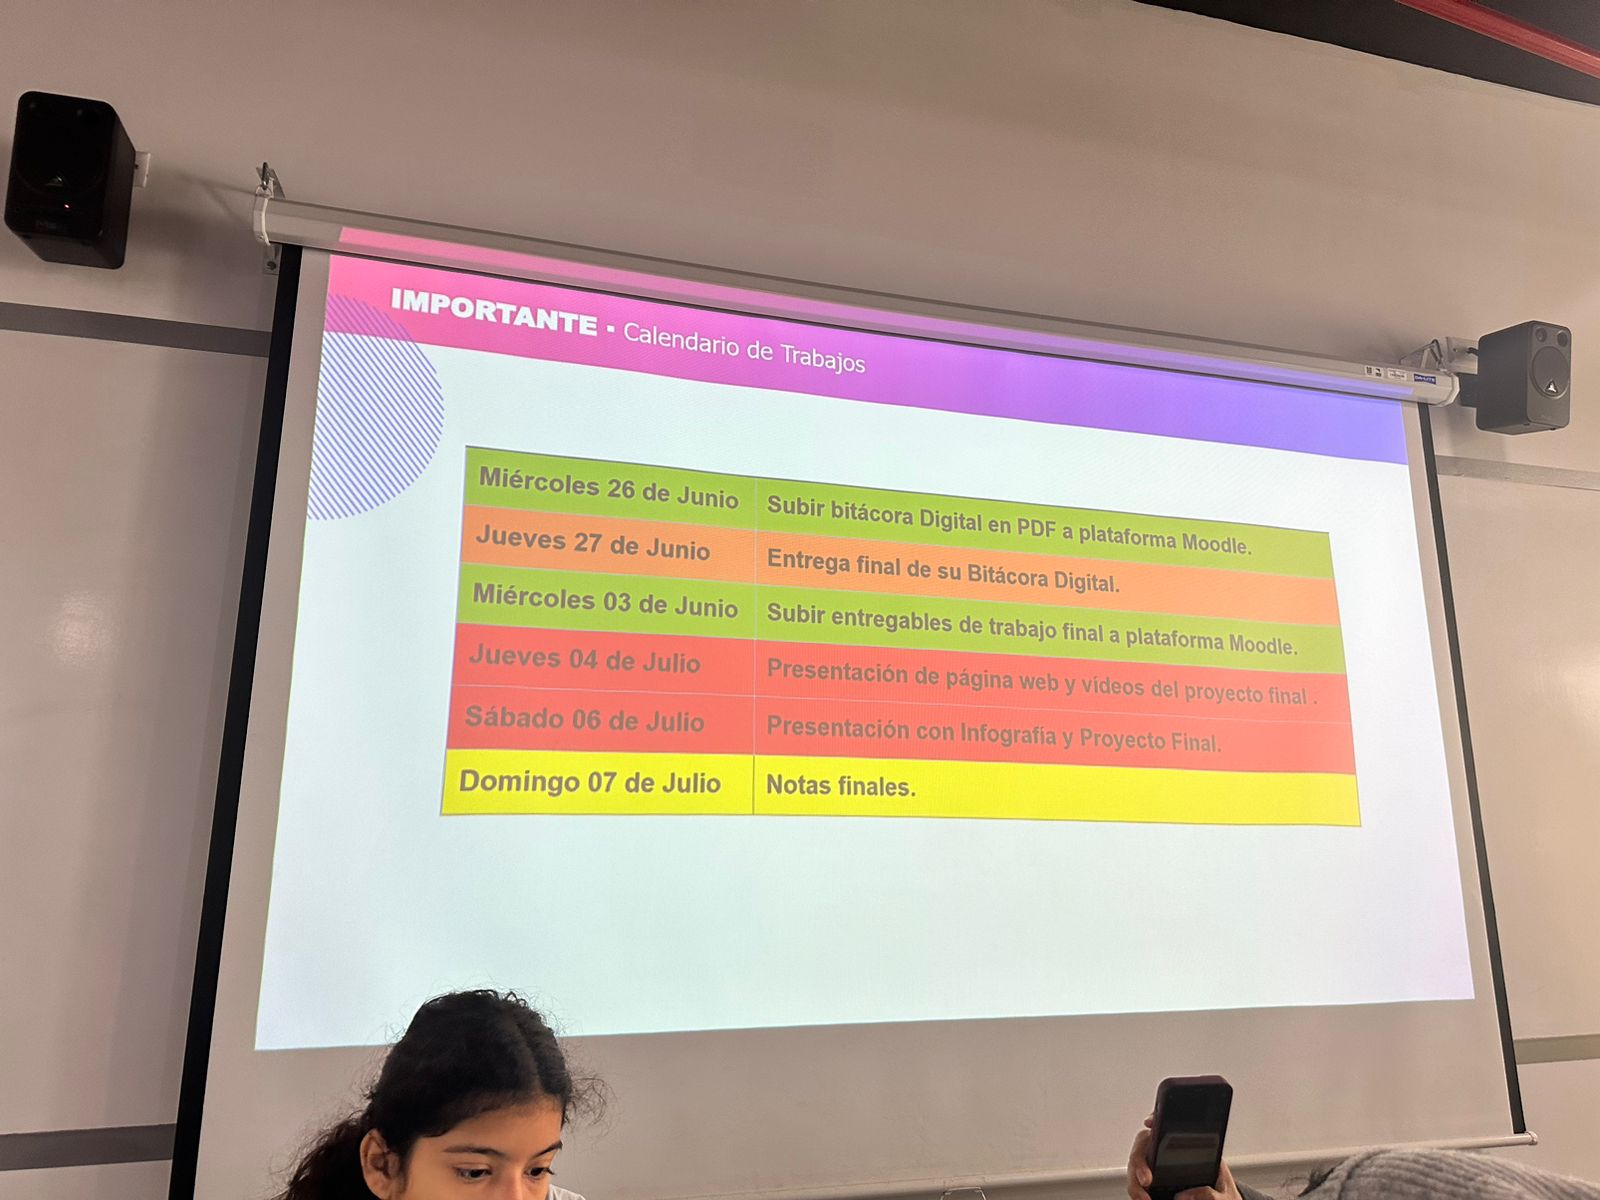 IMPORTANTE ▪ Calendario de Trabajos
Miércoles 26 de Junio Subir bitácora Digital en PDF a plataforma Moodle.
Jueves 27 de Junio Entrega final de su Bitácora Digital.
Miércoles 03 de Junio Subir entregables de trabajo final a plataforma Moodle.
Jueves 04 de Julio Presentación de página web y vídeos del proyecto final .
Sábado 06 de Julio Presentación con Infografía y Proyecto Final.
Domingo 07 de Julio Notas finales.